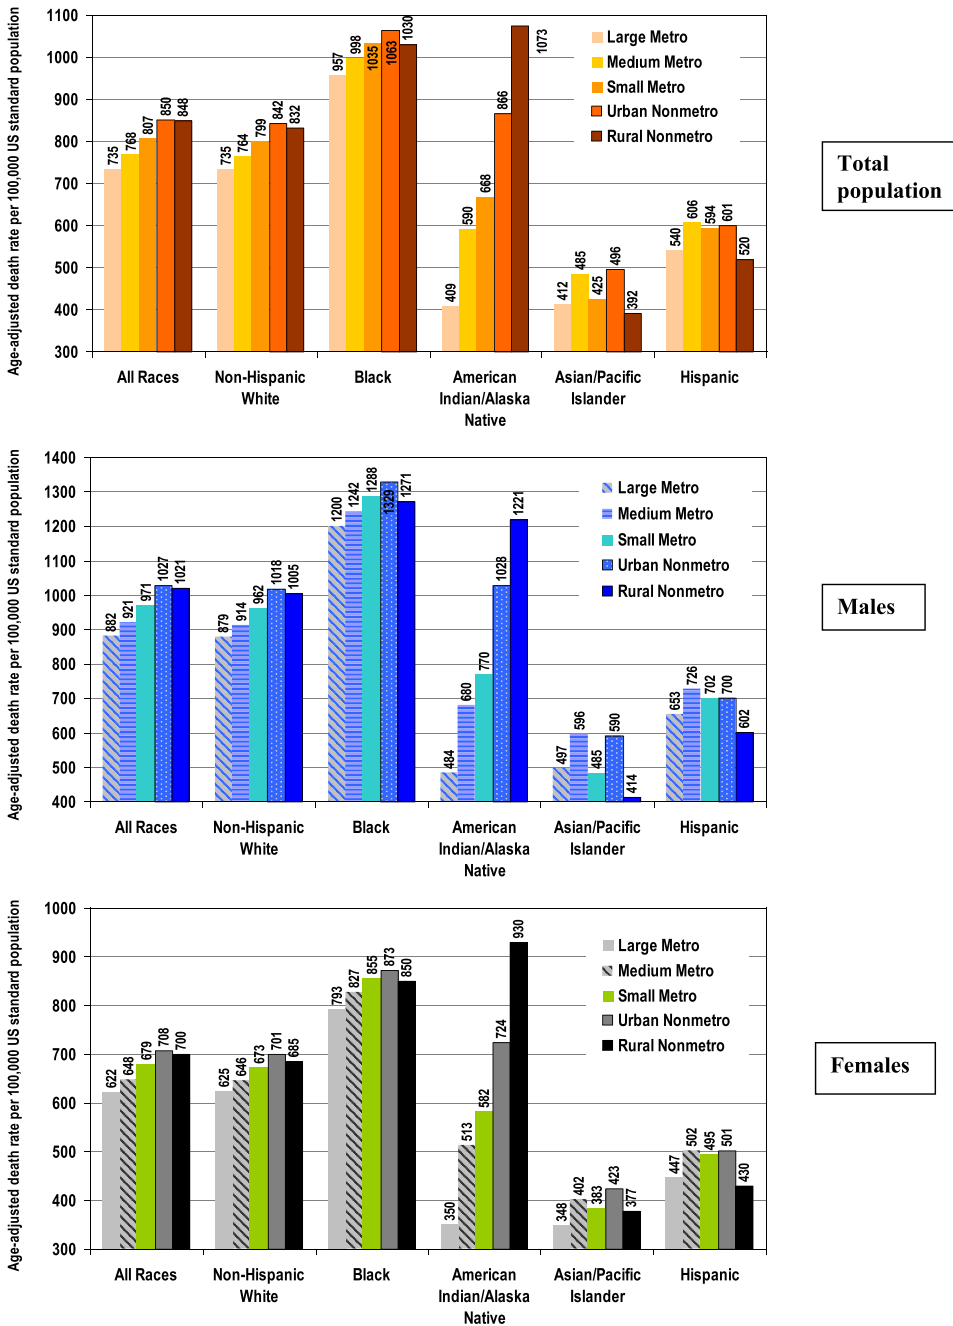 Age-adjusted death rate per 100,000 US standard population
1100
1000
900
800
700
600
500
400
300
735
768
807
850
848
735
764
799
842
832
957
998
1035
1063
1030
409
590
668
866
1073
412
485
425
496
392
540
606
594
601
520
Large Metro
Medium Metro
Small Metro
Urban Nonmetro
Rural Nonmetro
All Races
Non-Hispanic
White
Black
American
Indian/Alaska
Native
Asian/Pacific
Islander
Hispanic
Total
population
Age-adjusted death rate per 100,000 US standard population
1400
1300
1200
1100
1000
900
800
700
600
500
400
882
921
971
1027
1021
879
914
962
1018
1005
1200
1242
1288
1329
1271
484
680
770
1028
1221
497
596
485
590
414
653
726
702
700
602
Large Metro
Medium Metro
Small Metro
Urban Nonmetro
Rural Nonmetro
All Races
Non-Hispanic
White
Black
American
Indian/Alaska
Native
Asian/Pacific
Islander
Hispanic
Males
Age-adjusted death rate per 100,000 US standard population
1000
900
800
700
600
500
400
300
622
648
679
708
700
625
646
673
701
685
793
827
855
873
850
350
513
582
724
930
348
402
383
423
377
447
502
495
501
430
Large Metro
Medium Metro
Small Metro
Urban Nonmetro
Rural Nonmetro
All Races
Non-Hispanic
White
Black
American
Indian/Alaska
Native
Asian/Pacific
Islander
Hispanic
Females